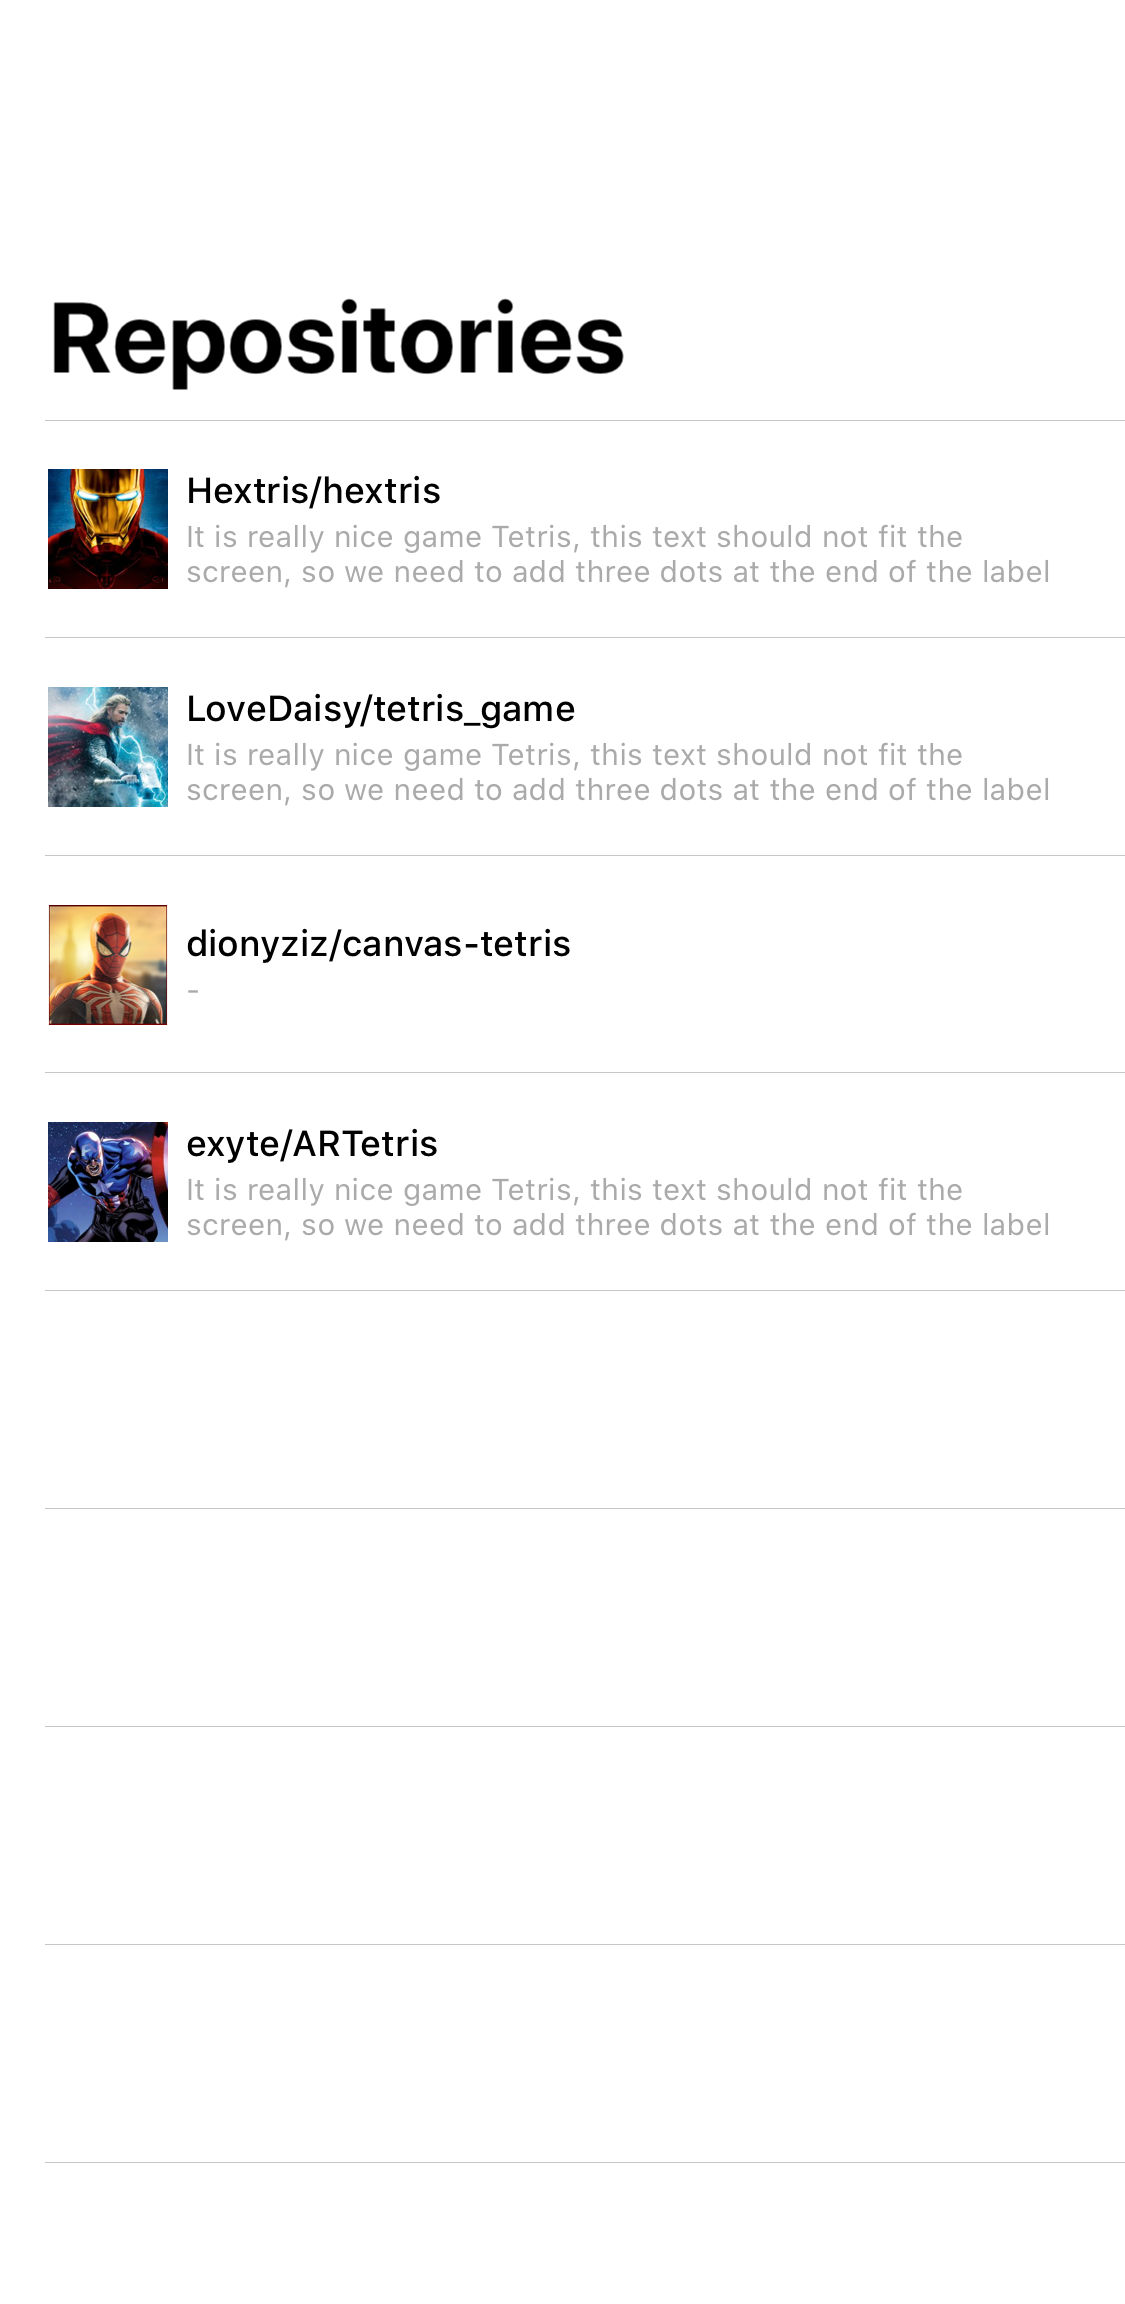 Repositories
Hextris/hextris
It is really nice game Tetris, this text should not fit the
screen, so we need to add three dots at the end of the label
LoveDaisy/tetris_game
It is really nice game Tetris, this text should not fit the
screen, so we need to add three dots at the end of the label
dionyziz/canvas-tetris
-
exyte/ARTetris
It is really nice game Tetris, this text should not fit the
screen, so we need to add three dots at the end of the label